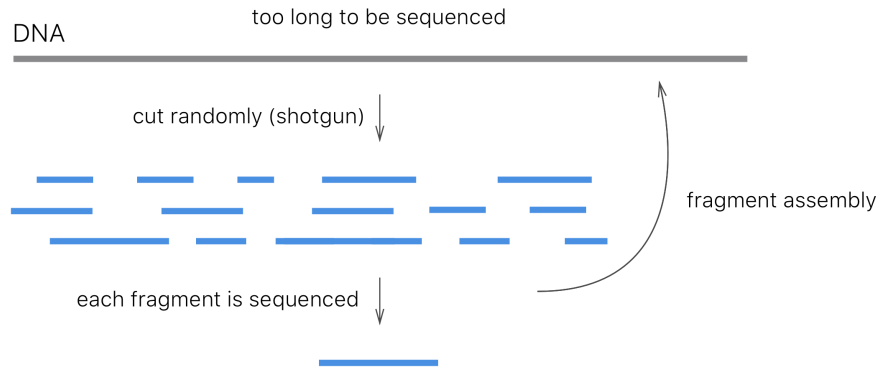 too long to be sequenced
DNA
cut randomly (shotgun)
fragment assembly
each fragment is sequenced